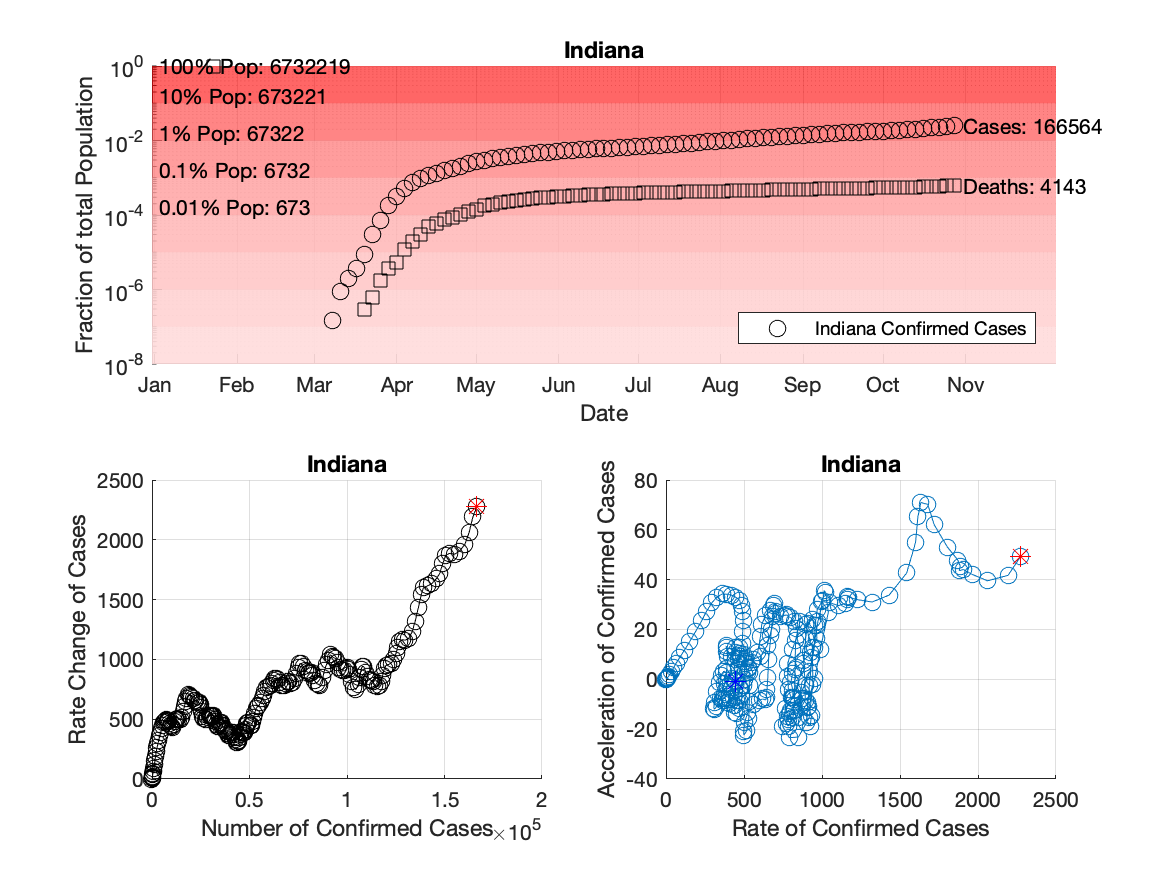 Indiana
Fraction of total Population
10^0
10^-2
10^-4
10^-6
10^-8
100% Pop: 6732219
10% Pop: 673221
1% Pop: 67322
0.1% Pop: 6732
0.01% Pop: 673
Cases: 166564
Deaths: 4143
Indiana Confirmed Cases
Jan Feb Mar Apr May Jun Jul Aug Sep Oct Nov
Date
Indiana
Rate Change of Cases
2500
2000
1500
1000
500
0
0 0.5 1 1.5 2
Number of Confirmed Cases ×10^5
Indiana
Acceleration of Confirmed Cases
80
60
40
20
0
-20
-40
0 500 1000 1500 2000 2500
Rate of Confirmed Cases